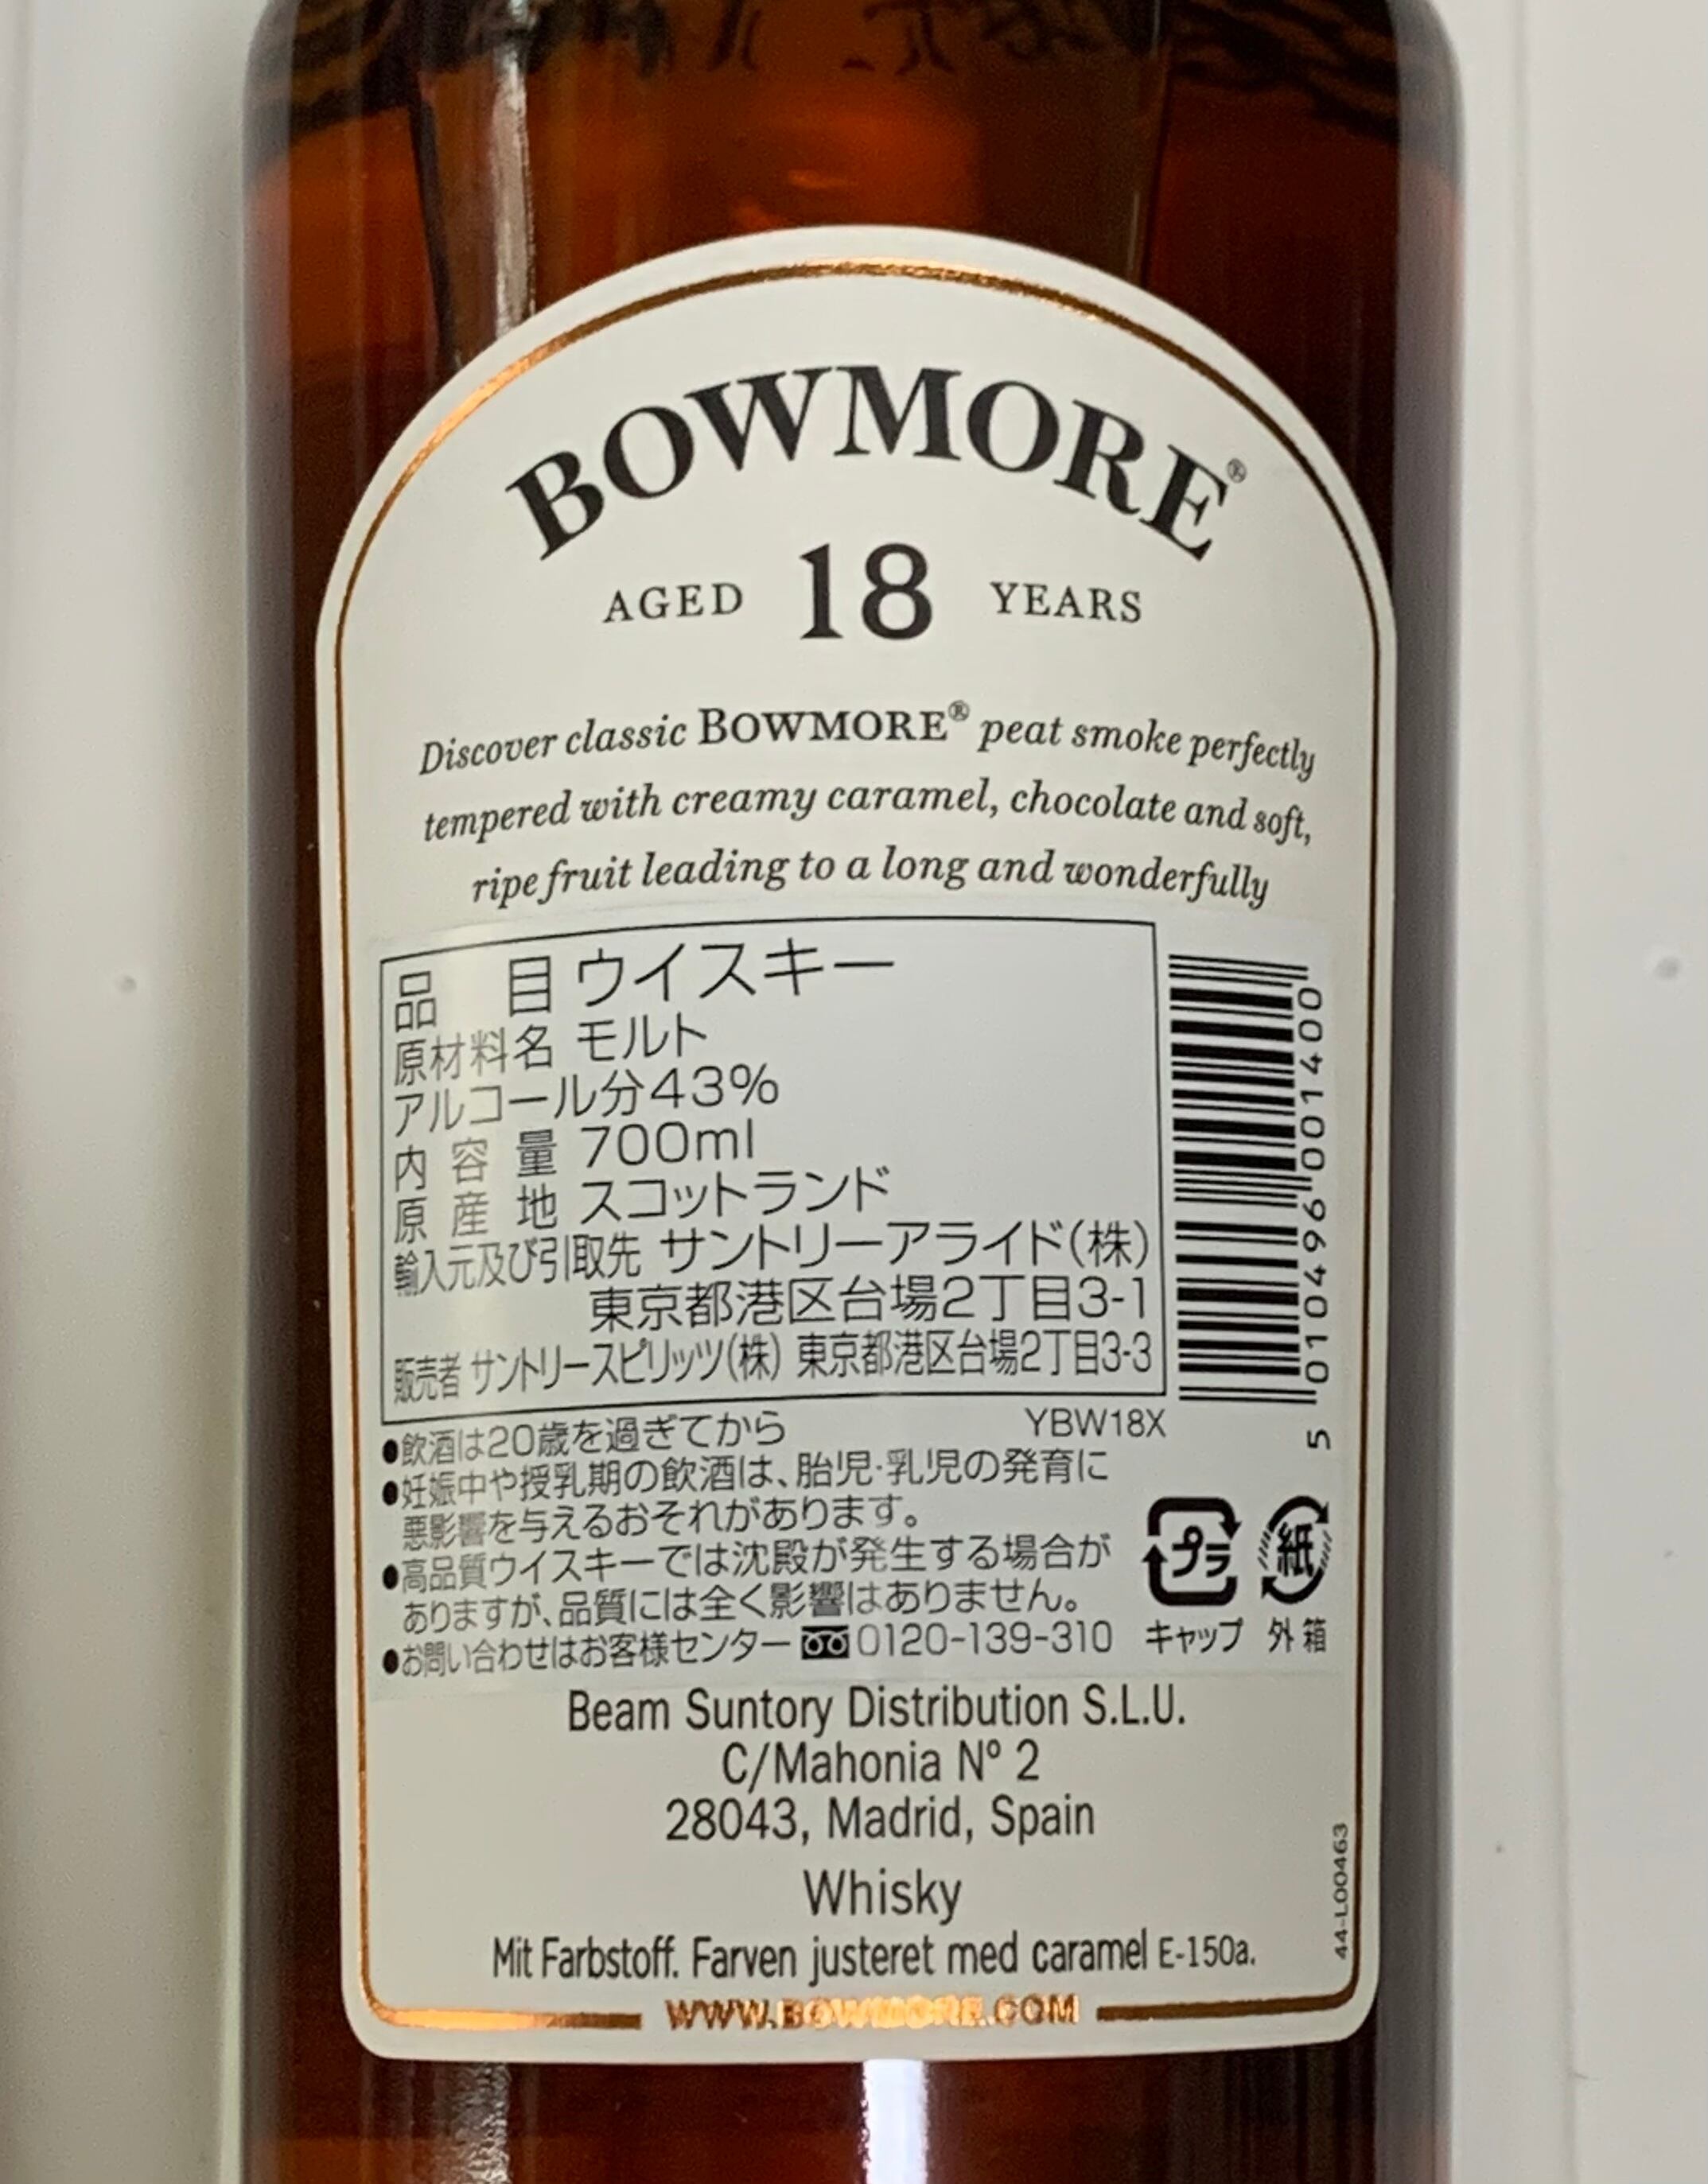 BOWMORE®
AGED 18 YEARS
Discover classic BOWMORE® peat smoke perfectly
tempered with creamy caramel, chocolate and soft,
ripe fruit leading to a long and wonderfully
品 目 ウイスキー
原材料名 モルト
アルコール分43%
内 容 量 700ml
原 産 地 スコットランド
輸入元及び引取先 サントリーアライド(株)
東京都港区台場2丁目3-1
販売者 サントリースピリッツ(株) 東京都港区台場2丁目3-3
5 010496 001400
YBW18X
●飲酒は20歳を過ぎてから
●妊娠中や授乳期の飲酒は、胎児・乳児の発育に
悪影響を与えるおそれがあります。
●高品質ウイスキーでは沈殿が発生する場合が
ありますが、品質には全く影響はありません。
●お問い合わせはお客様センター 0120-139-310
プラ 紙
キャップ 外箱
Beam Suntory Distribution S.L.U.
C/Mahonia Nº 2
28043, Madrid, Spain
Whisky
Mit Farbstoff. Farven justeret med caramel E-150a.
44-L00463
WWW.BOWMORE.COM